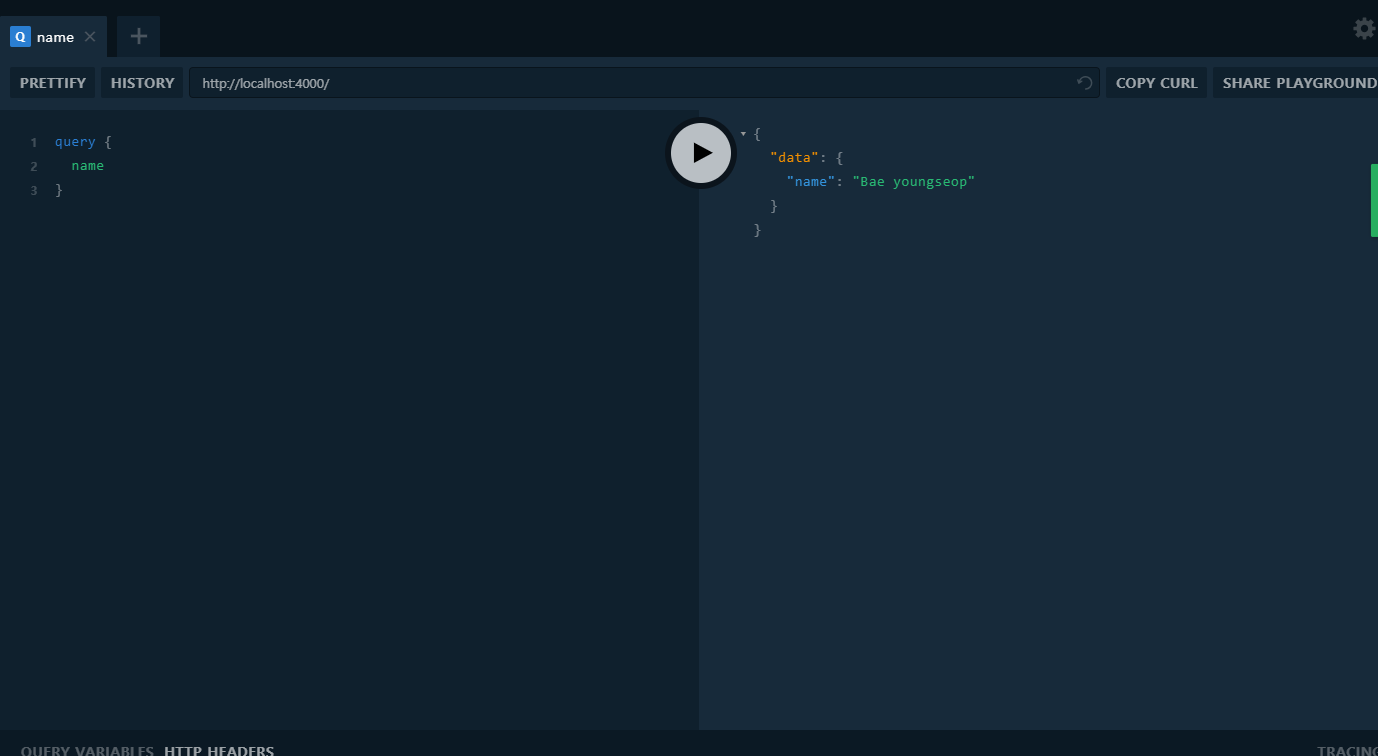 Q name
PRETTIFY HISTORY http://localhost:4000/ COPY CURL SHARE PLAYGROUND
1 query {
2 name
3 }
{
"data": {
"name": "Bae youngseop"
}
}
QUERY VARIABLES HTTP HEADERS TRACING